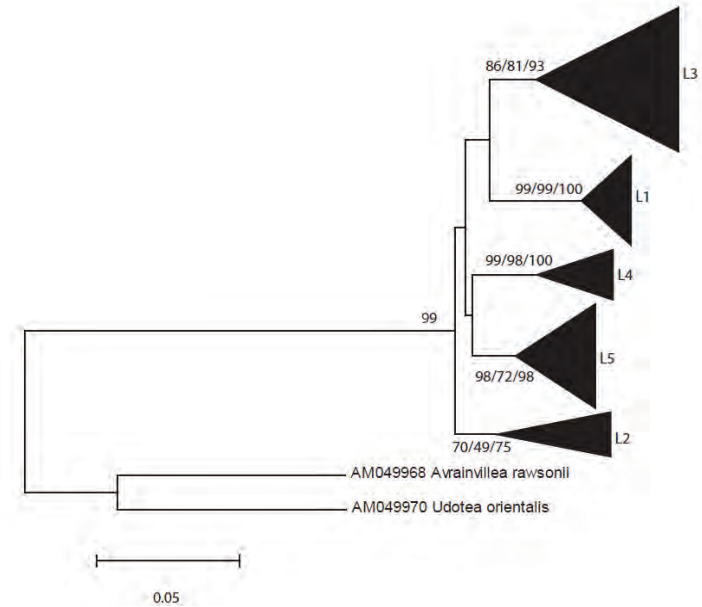 86/81/93
L3
99/99/100
L1
99/98/100
L4
99
L5
98/72/98
L2
70/49/75
AM049968 Avrainvillea rawsonii
AM049970 Udotea orientalis
0.05